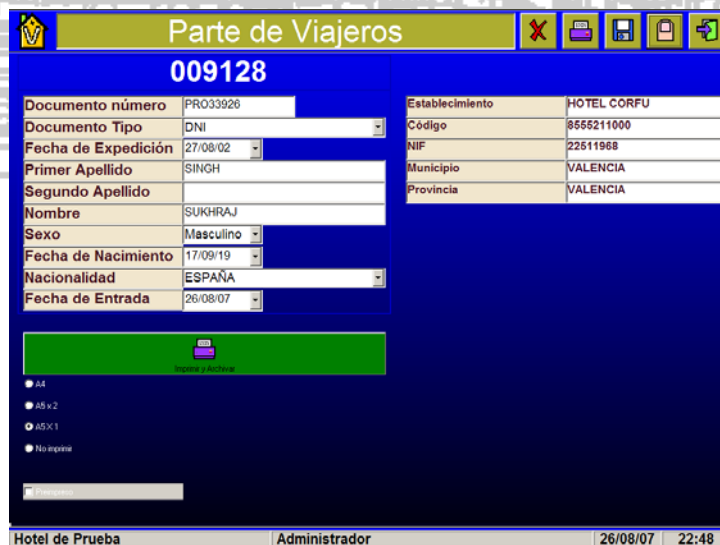 Parte de Viajeros
009128
Documento número PRO33926
Documento Tipo DNI
Fecha de Expedición 27/08/02
Primer Apellido SINGH
Segundo Apellido
Nombre SUKHRAJ
Sexo Masculino
Fecha de Nacimiento 17/09/19
Nacionalidad ESPAÑA
Fecha de Entrada 26/08/07
Establecimiento HOTEL CORFU
Código 8555211000
NIF 22511968
Municipio VALENCIA
Provincia VALENCIA
Imprimir y Archivar
A4
A5 x 2
A5 X 1
No imprimir
Preimpreso
Hotel de Prueba Administrador 26/08/07 22:48